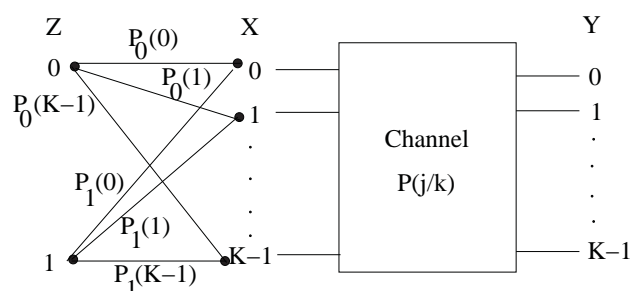 Z X Y
P₀(0)
0 P₀(1) 0 0
P₀(K−1) 1 1
Channel
P(j/k)
P₁(0)
P₁(1)
1 K−1 K−1
P₁(K−1)